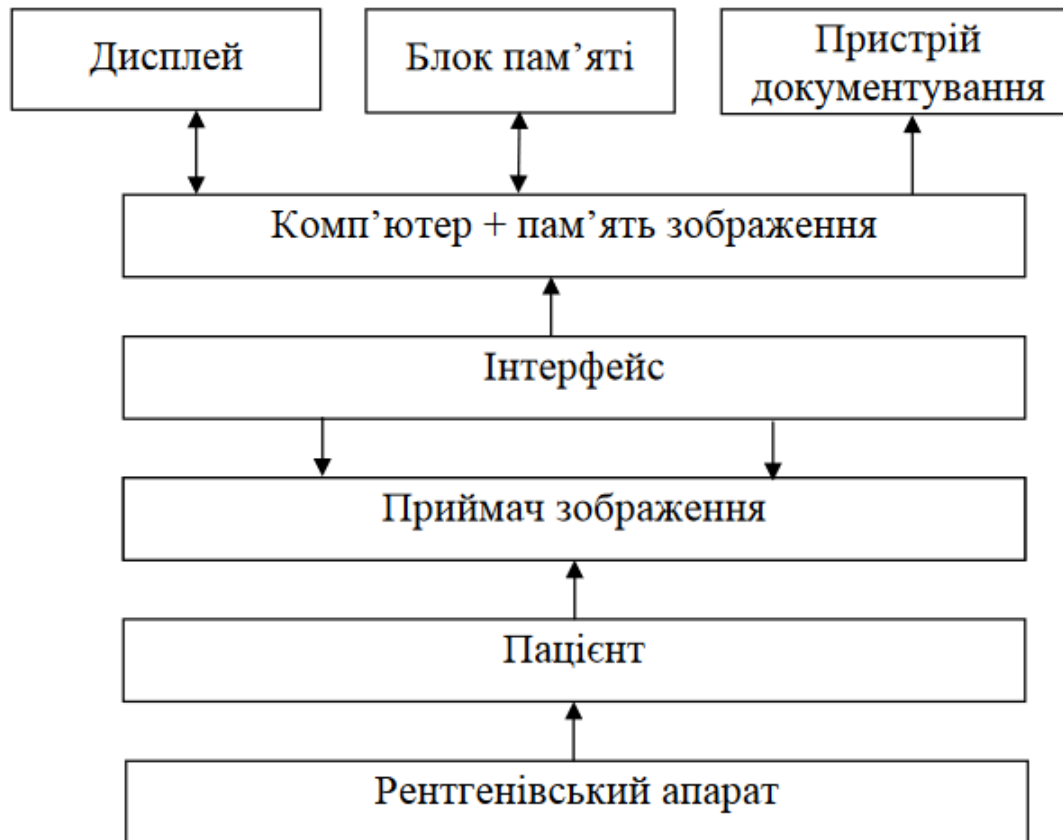 Дисплей
Блок пам’яті
Пристрій
документування
Комп’ютер + пам’ять зображення
Інтерфейс
Приймач зображення
Пацієнт
Рентгенівський апарат